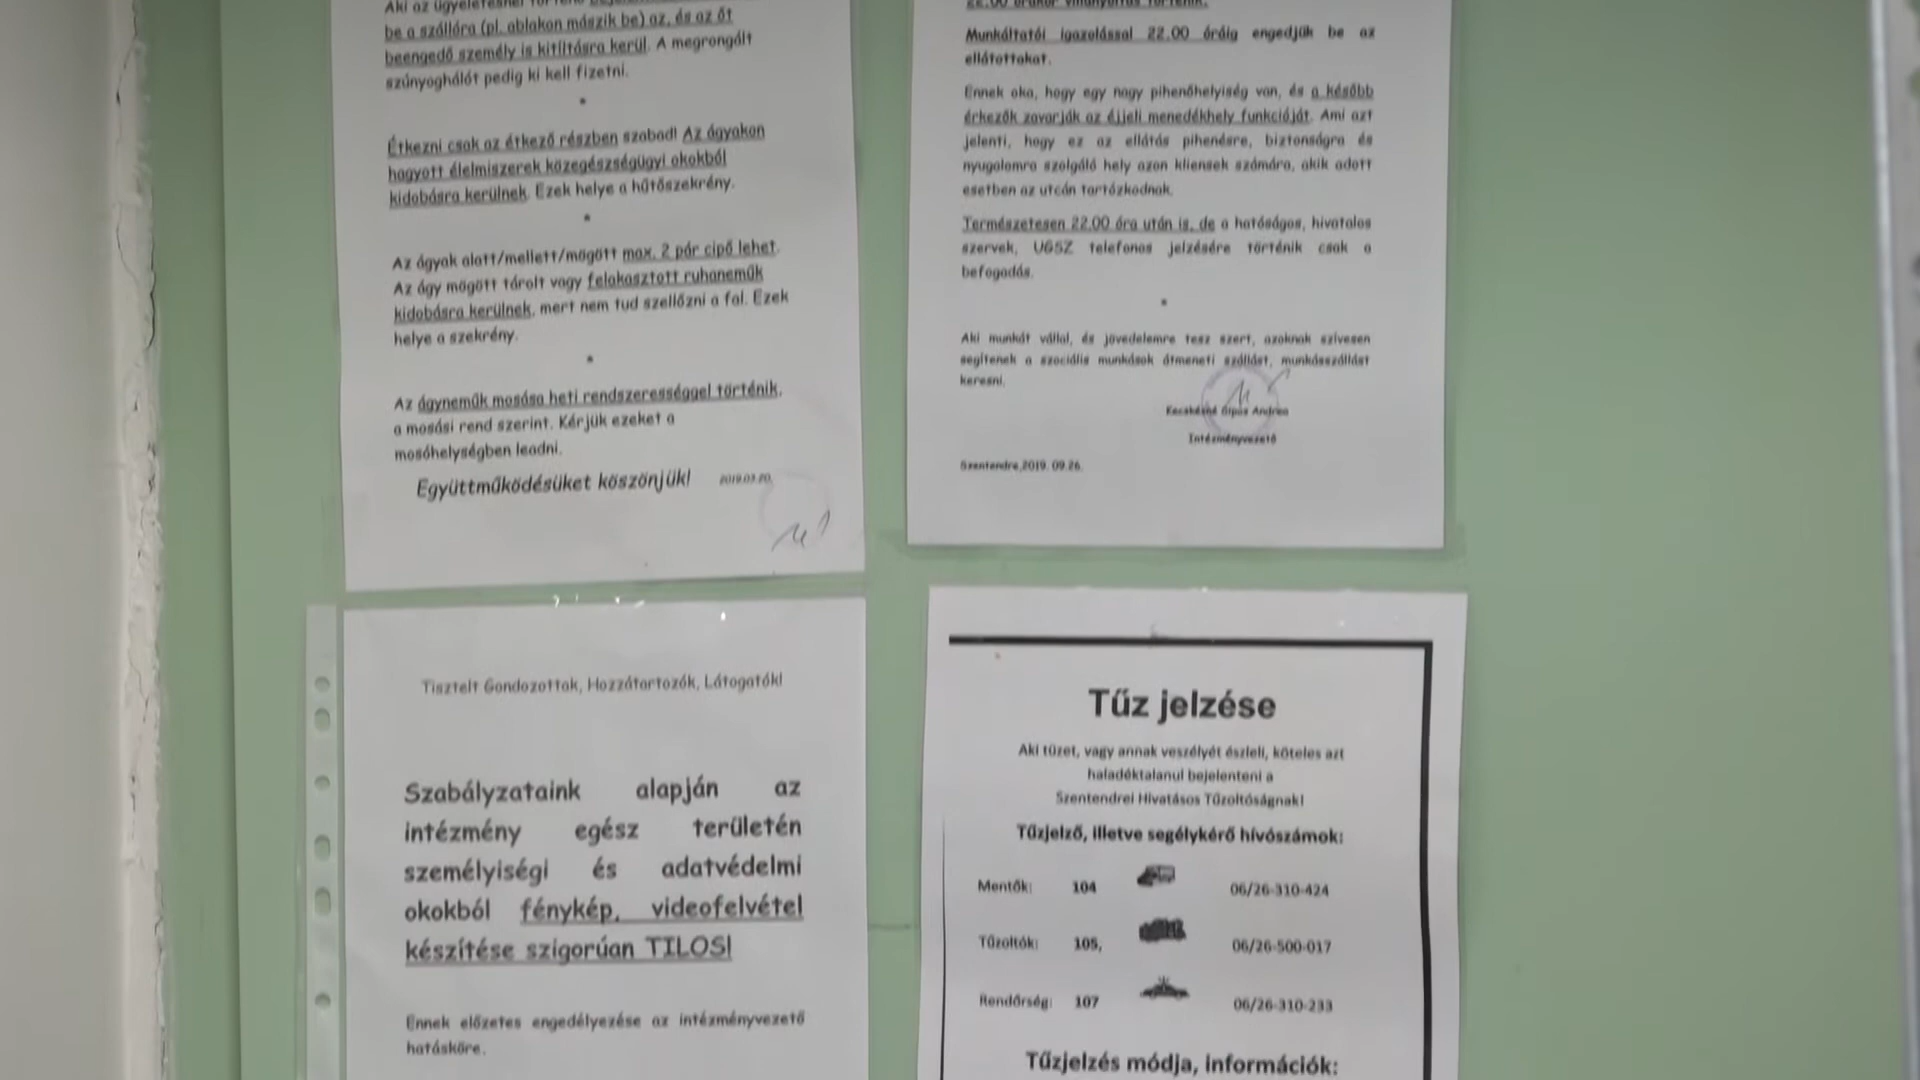 Aki az ügyeletesnél történő
be a szállóra (pl. ablakon mászik be) az, és az őt
beengedő személy is kitiltásra kerül. A megrongált
szúnyoghálót pedig ki kell fizetni.
*
Étkezni csak az étkező részben szabad! Az ágyakon
hagyott élelmiszerek közegészségügyi okokból
kidobásra kerülnek. Ezek helye a hűtőszekrény.
*
Az ágyak alatt/mellett/mögött max. 2 pár cipő lehet.
Az ágy mögött tárolt vagy felakasztott ruhaneműk
kidobásra kerülnek, mert nem tud szellőzni a fal. Ezek
helye a szekrény.
*
Az ágyneműk mosása heti rendszerességgel történik,
a mosási rend szerint. Kérjük ezeket a
mosóhelységben leadni.
Együttműködésüket köszönjük! 2019.03.20.
22.00 órakor villanyoltás történik.
Munkáltatói igazolással 22.00 óráig engedjük be az
ellátottakat.
Ennek oka, hogy egy nagy pihenőhelyiség van, és a később
érkezők zavarják az éjjeli menedékhely funkcióját. Ami azt
jelenti, hogy ez az ellátás pihenésre, biztonságra és
nyugalomra szolgáló hely azon kliensek számára, akik adott
esetben az utcán tartózkodnak.
Természetesen 22.00 óra után is, de a hatóságos, hivatalos
szervek, UGSZ telefonos jelzésére történik csak a
befogadás.
*
Aki munkát vállal, és jövedelemre tesz szert, azoknak szívesen
segítenek a szociális munkások átmeneti szállást, munkásszállást
keresni.
Andrea
Intézményvezető
Szentendre,2019. 09.26.
Tisztelt Gondozottak, Hozzátartozók, Látogatók!
Szabályzataink alapján az
intézmény egész területén
személyiségi és adatvédelmi
okokból fénykép, videofelvétel
készítése szigorúan TILOS!
Ennek előzetes engedélyezése az intézményvezető
hatásköre.
Tűz jelzése
Aki tüzet, vagy annak veszélyét észleli, köteles azt
haladéktalanul bejelenteni a
Szentendrei Hivatásos Tűzoltóságnak!
Tűzjelző, illetve segélykérő hívószámok:
Mentők: 104 06/26-310-424
Tűzoltók: 105, 06/26-500-017
Rendőrség: 107 06/26-310-233
Tűzjelzés módja, információk: